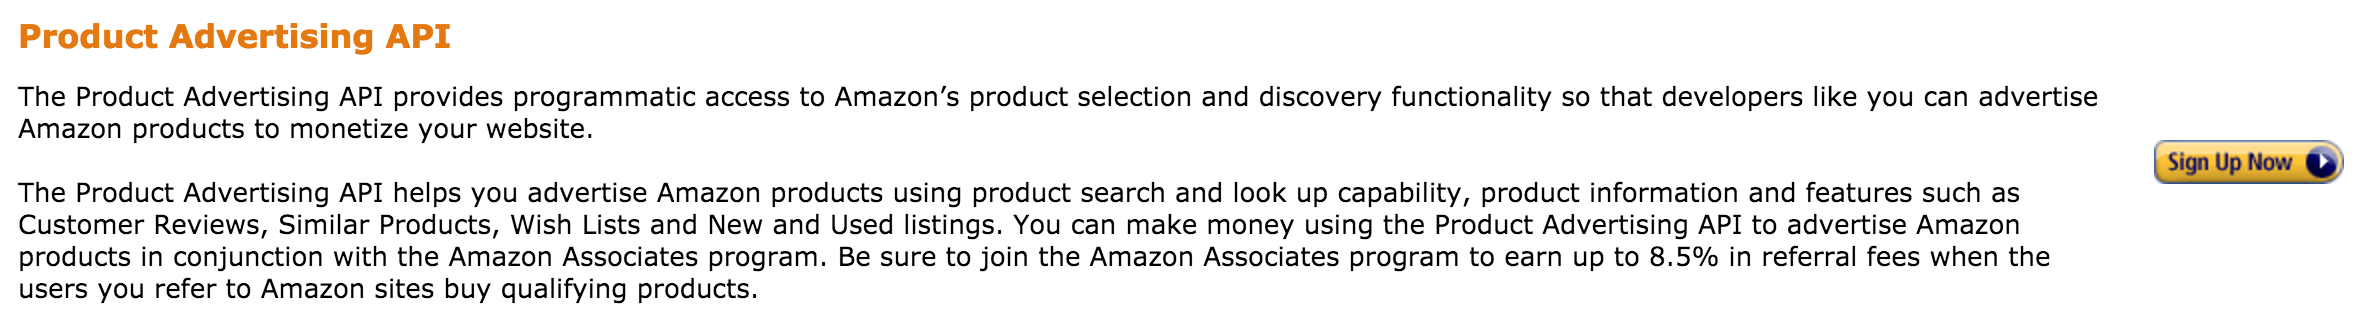 Product Advertising API
The Product Advertising API provides programmatic access to Amazon’s product selection and discovery functionality so that developers like you can advertise
Amazon products to monetize your website.
Sign Up Now
The Product Advertising API helps you advertise Amazon products using product search and look up capability, product information and features such as
Customer Reviews, Similar Products, Wish Lists and New and Used listings. You can make money using the Product Advertising API to advertise Amazon
products in conjunction with the Amazon Associates program. Be sure to join the Amazon Associates program to earn up to 8.5% in referral fees when the
users you refer to Amazon sites buy qualifying products.